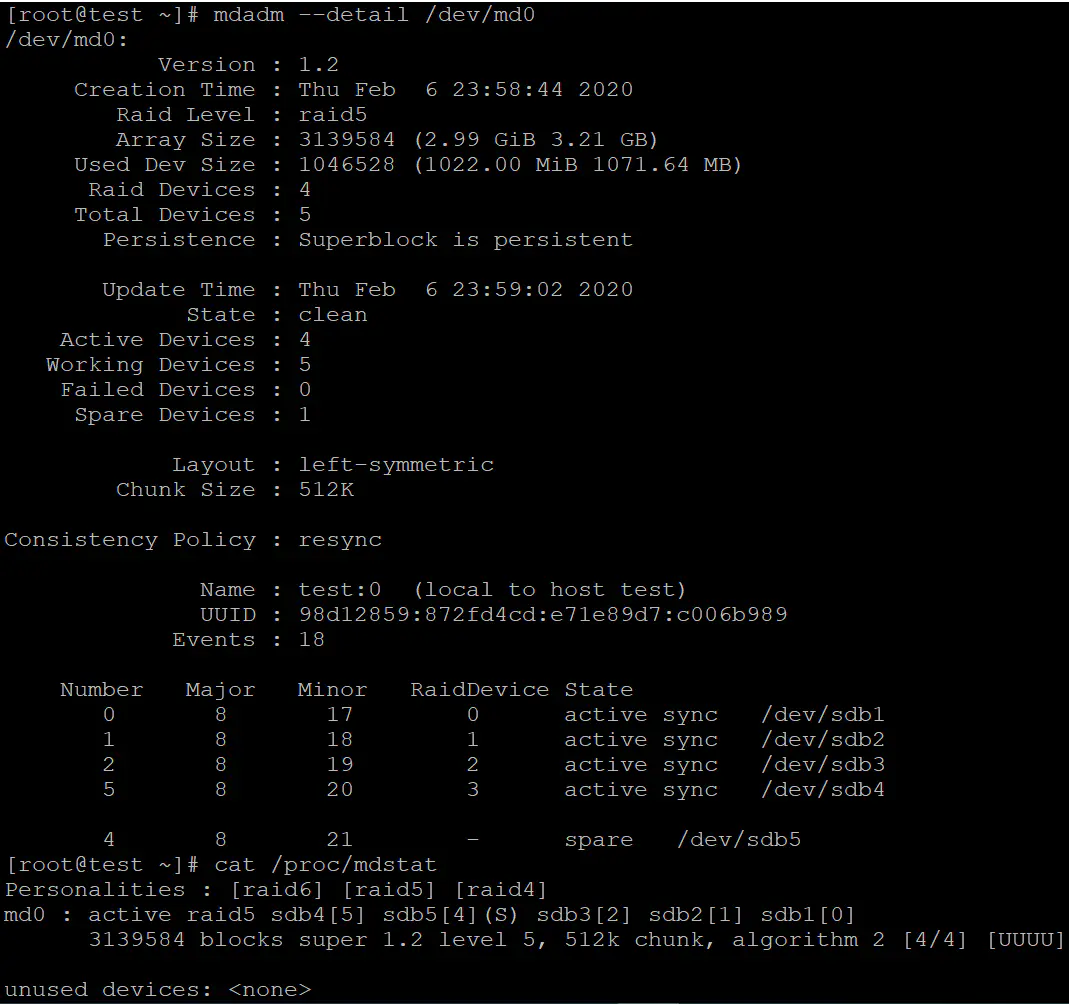 [root@test ~]# mdadm --detail /dev/md0
/dev/md0:
           Version : 1.2
     Creation Time : Thu Feb  6 23:58:44 2020
        Raid Level : raid5
        Array Size : 3139584 (2.99 GiB 3.21 GB)
     Used Dev Size : 1046528 (1022.00 MiB 1071.64 MB)
      Raid Devices : 4
     Total Devices : 5
       Persistence : Superblock is persistent

       Update Time : Thu Feb  6 23:59:02 2020
             State : clean
    Active Devices : 4
   Working Devices : 5
    Failed Devices : 0
     Spare Devices : 1

            Layout : left-symmetric
        Chunk Size : 512K

Consistency Policy : resync

              Name : test:0  (local to host test)
              UUID : 98d12859:872fd4cd:e71e89d7:c006b989
            Events : 18

    Number   Major   Minor   RaidDevice State
       0       8       17        0      active sync   /dev/sdb1
       1       8       18        1      active sync   /dev/sdb2
       2       8       19        2      active sync   /dev/sdb3
       5       8       20        3      active sync   /dev/sdb4

       4       8       21        -      spare   /dev/sdb5
[root@test ~]# cat /proc/mdstat
Personalities : [raid6] [raid5] [raid4]
md0 : active raid5 sdb4[5] sdb5[4](S) sdb3[2] sdb2[1] sdb1[0]
      3139584 blocks super 1.2 level 5, 512k chunk, algorithm 2 [4/4] [UUUU]

unused devices: <none>